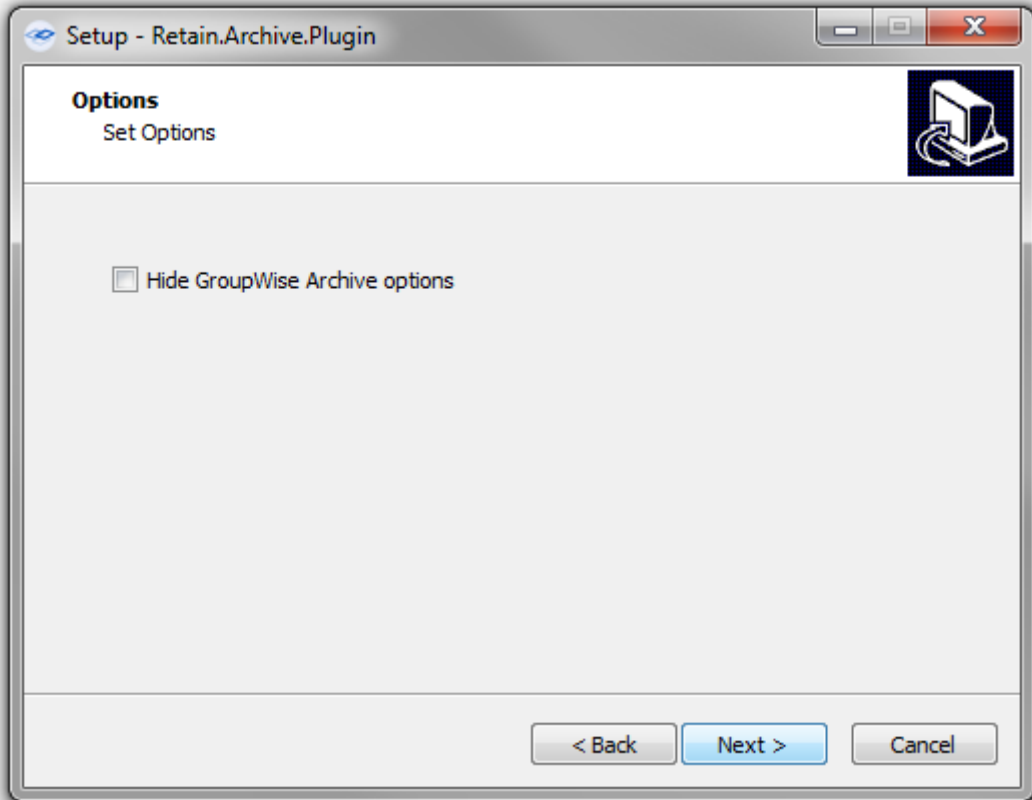 Setup - Retain.Archive.Plugin
Options
Set Options
Hide GroupWise Archive options
< Back Next > Cancel